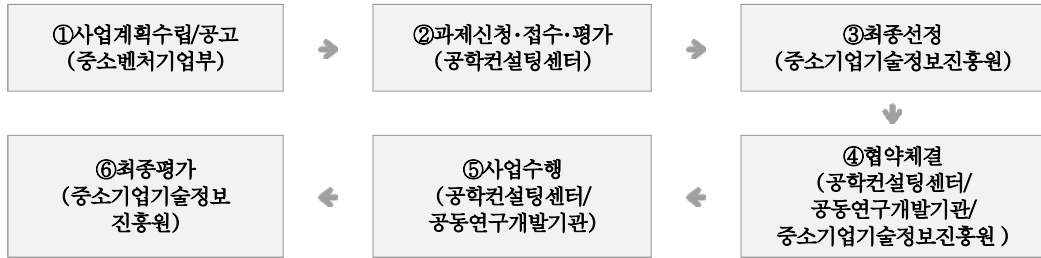 ①사업계획수립/공고
(중소벤처기업부)
②과제신청·접수·평가
(공학컨설팅센터)
③최종선정
(중소기업기술정보진흥원)
④협약체결
(공학컨설팅센터/
공동연구개발기관/
중소기업기술정보진흥원 )
⑤사업수행
(공학컨설팅센터/
공동연구개발기관)
⑥최종평가
(중소기업기술정보
진흥원)